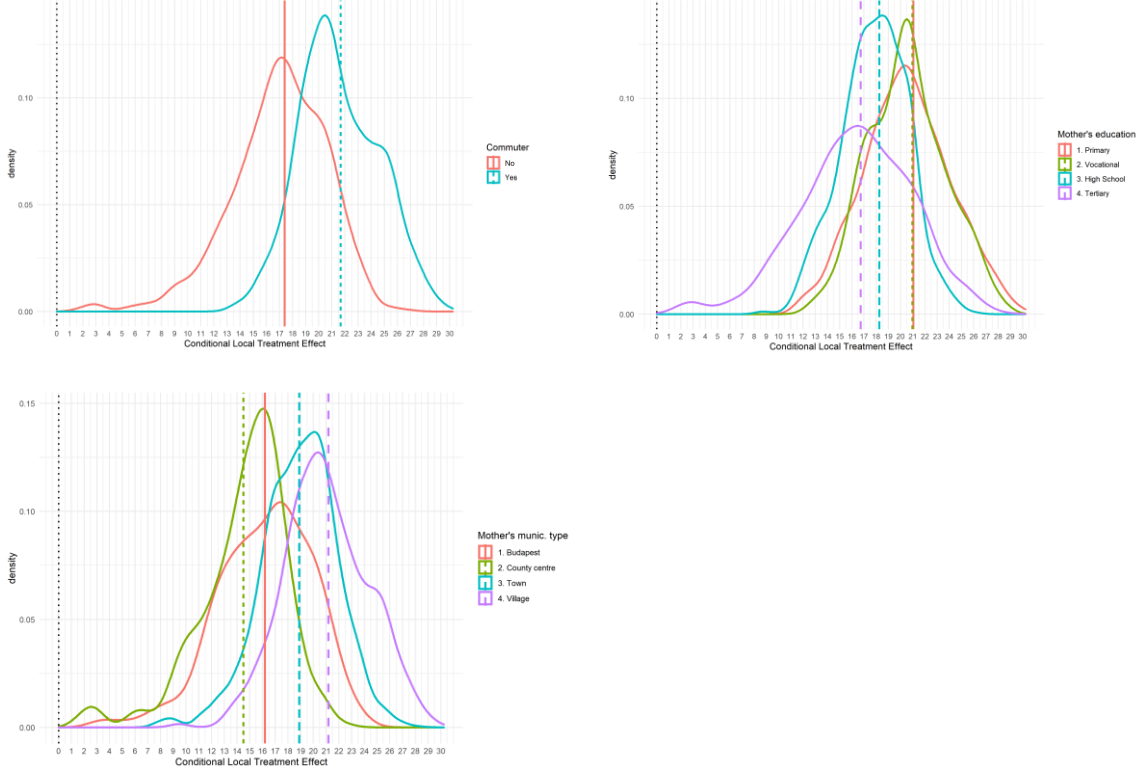 density
0.10
0.05
0.00
0 1 2 3 4 5 6 7 8 9 10 11 12 13 14 15 16 17 18 19 20 21 22 23 24 25 26 27 28 29 30
Conditional Local Treatment Effect
Commuter
No
Yes
density
0.10
0.05
0.00
0 1 2 3 4 5 6 7 8 9 10 11 12 13 14 15 16 17 18 19 20 21 22 23 24 25 26 27 28 29 30
Conditional Local Treatment Effect
Mother's education
1. Primary
2. Vocational
3. High School
4. Tertiary
density
0.15
0.10
0.05
0.00
0 1 2 3 4 5 6 7 8 9 10 11 12 13 14 15 16 17 18 19 20 21 22 23 24 25 26 27 28 29 30
Conditional Local Treatment Effect
Mother's munic. type
1. Budapest
2. County centre
3. Town
4. Village